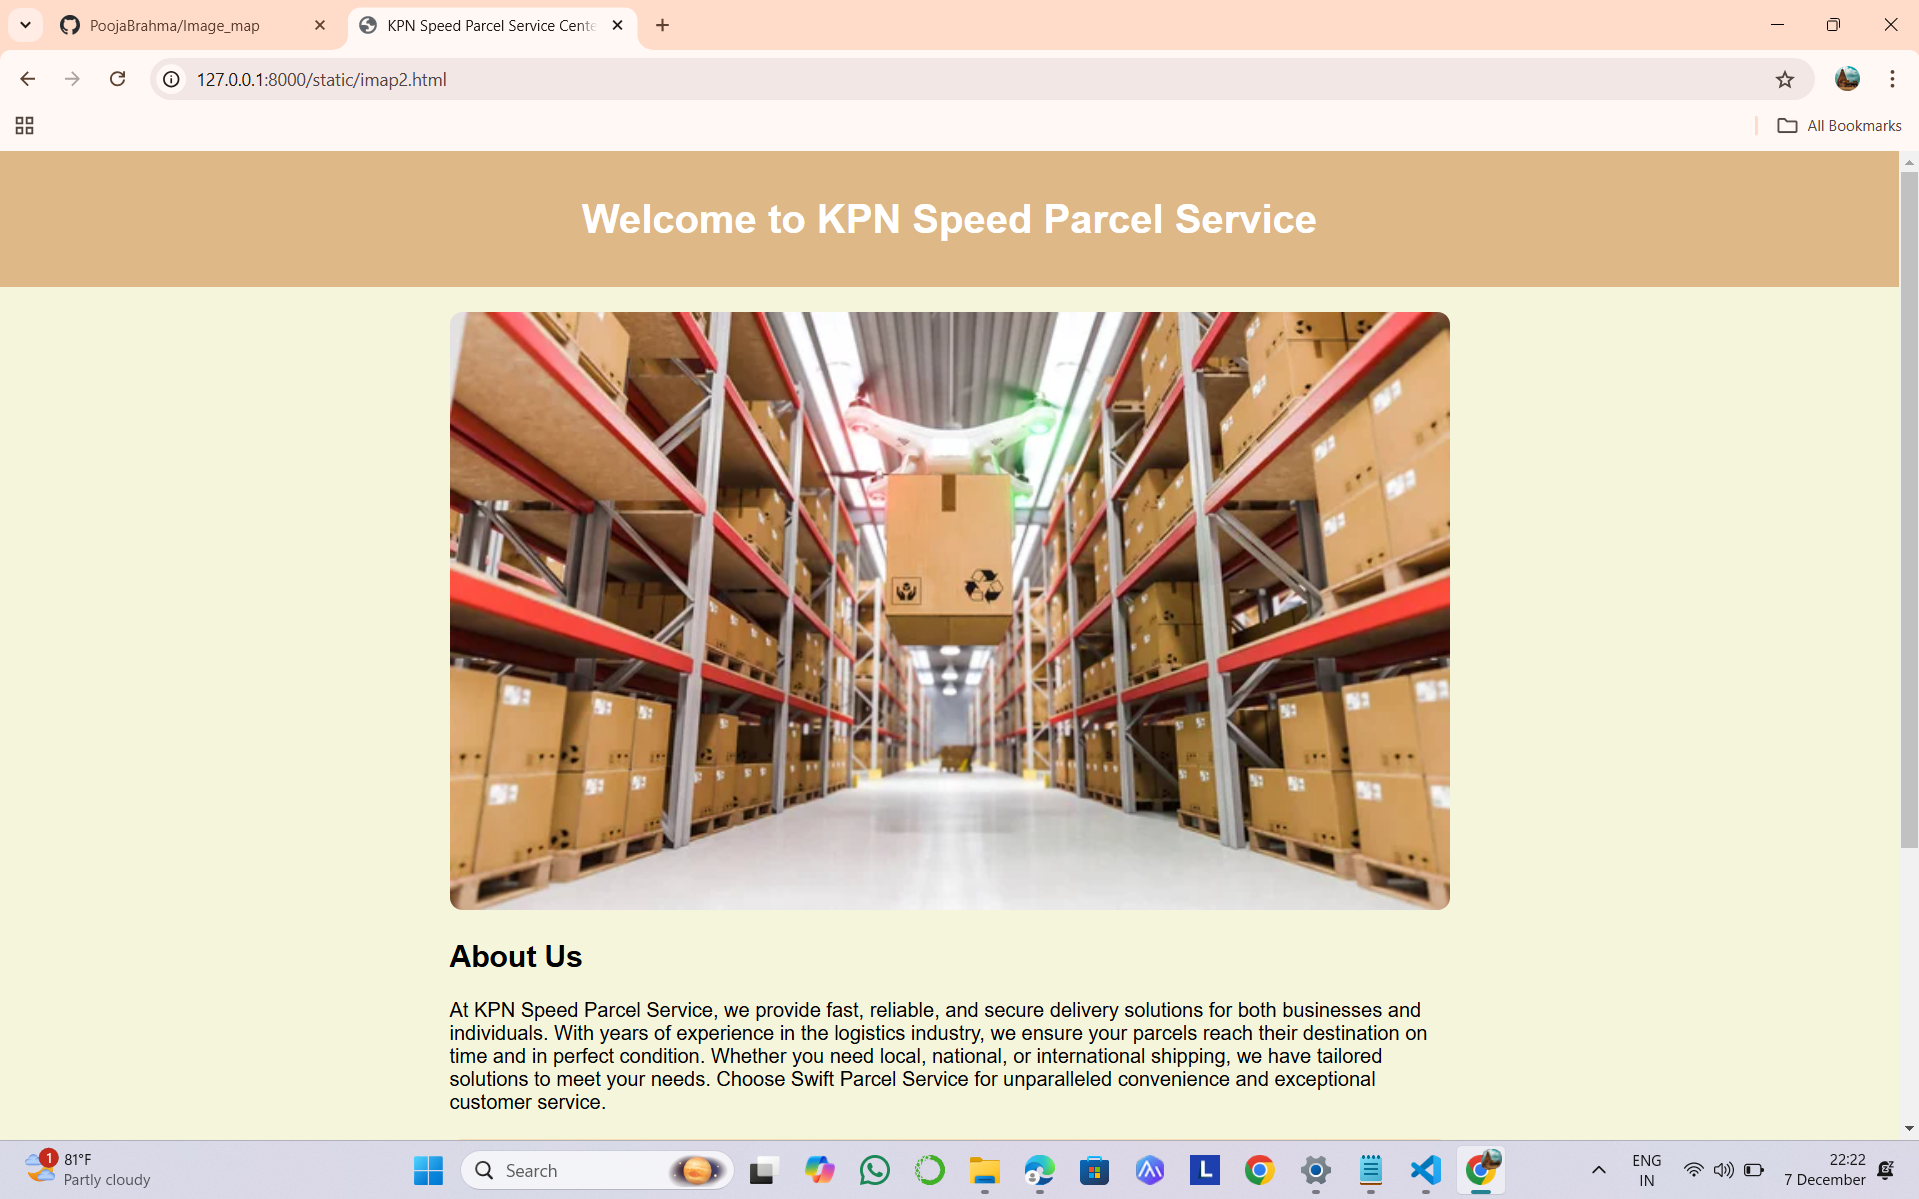 PoojaBrahma/Image_map
KPN Speed Parcel Service Cente
127.0.0.1:8000/static/imap2.html
All Bookmarks
Welcome to KPN Speed Parcel Service
About Us
At KPN Speed Parcel Service, we provide fast, reliable, and secure delivery solutions for both businesses and
individuals. With years of experience in the logistics industry, we ensure your parcels reach their destination on
time and in perfect condition. Whether you need local, national, or international shipping, we have tailored
solutions to meet your needs. Choose Swift Parcel Service for unparalleled convenience and exceptional
customer service.
1
81°F
Partly cloudy
Search
L
ENG
IN
22:22
7 December